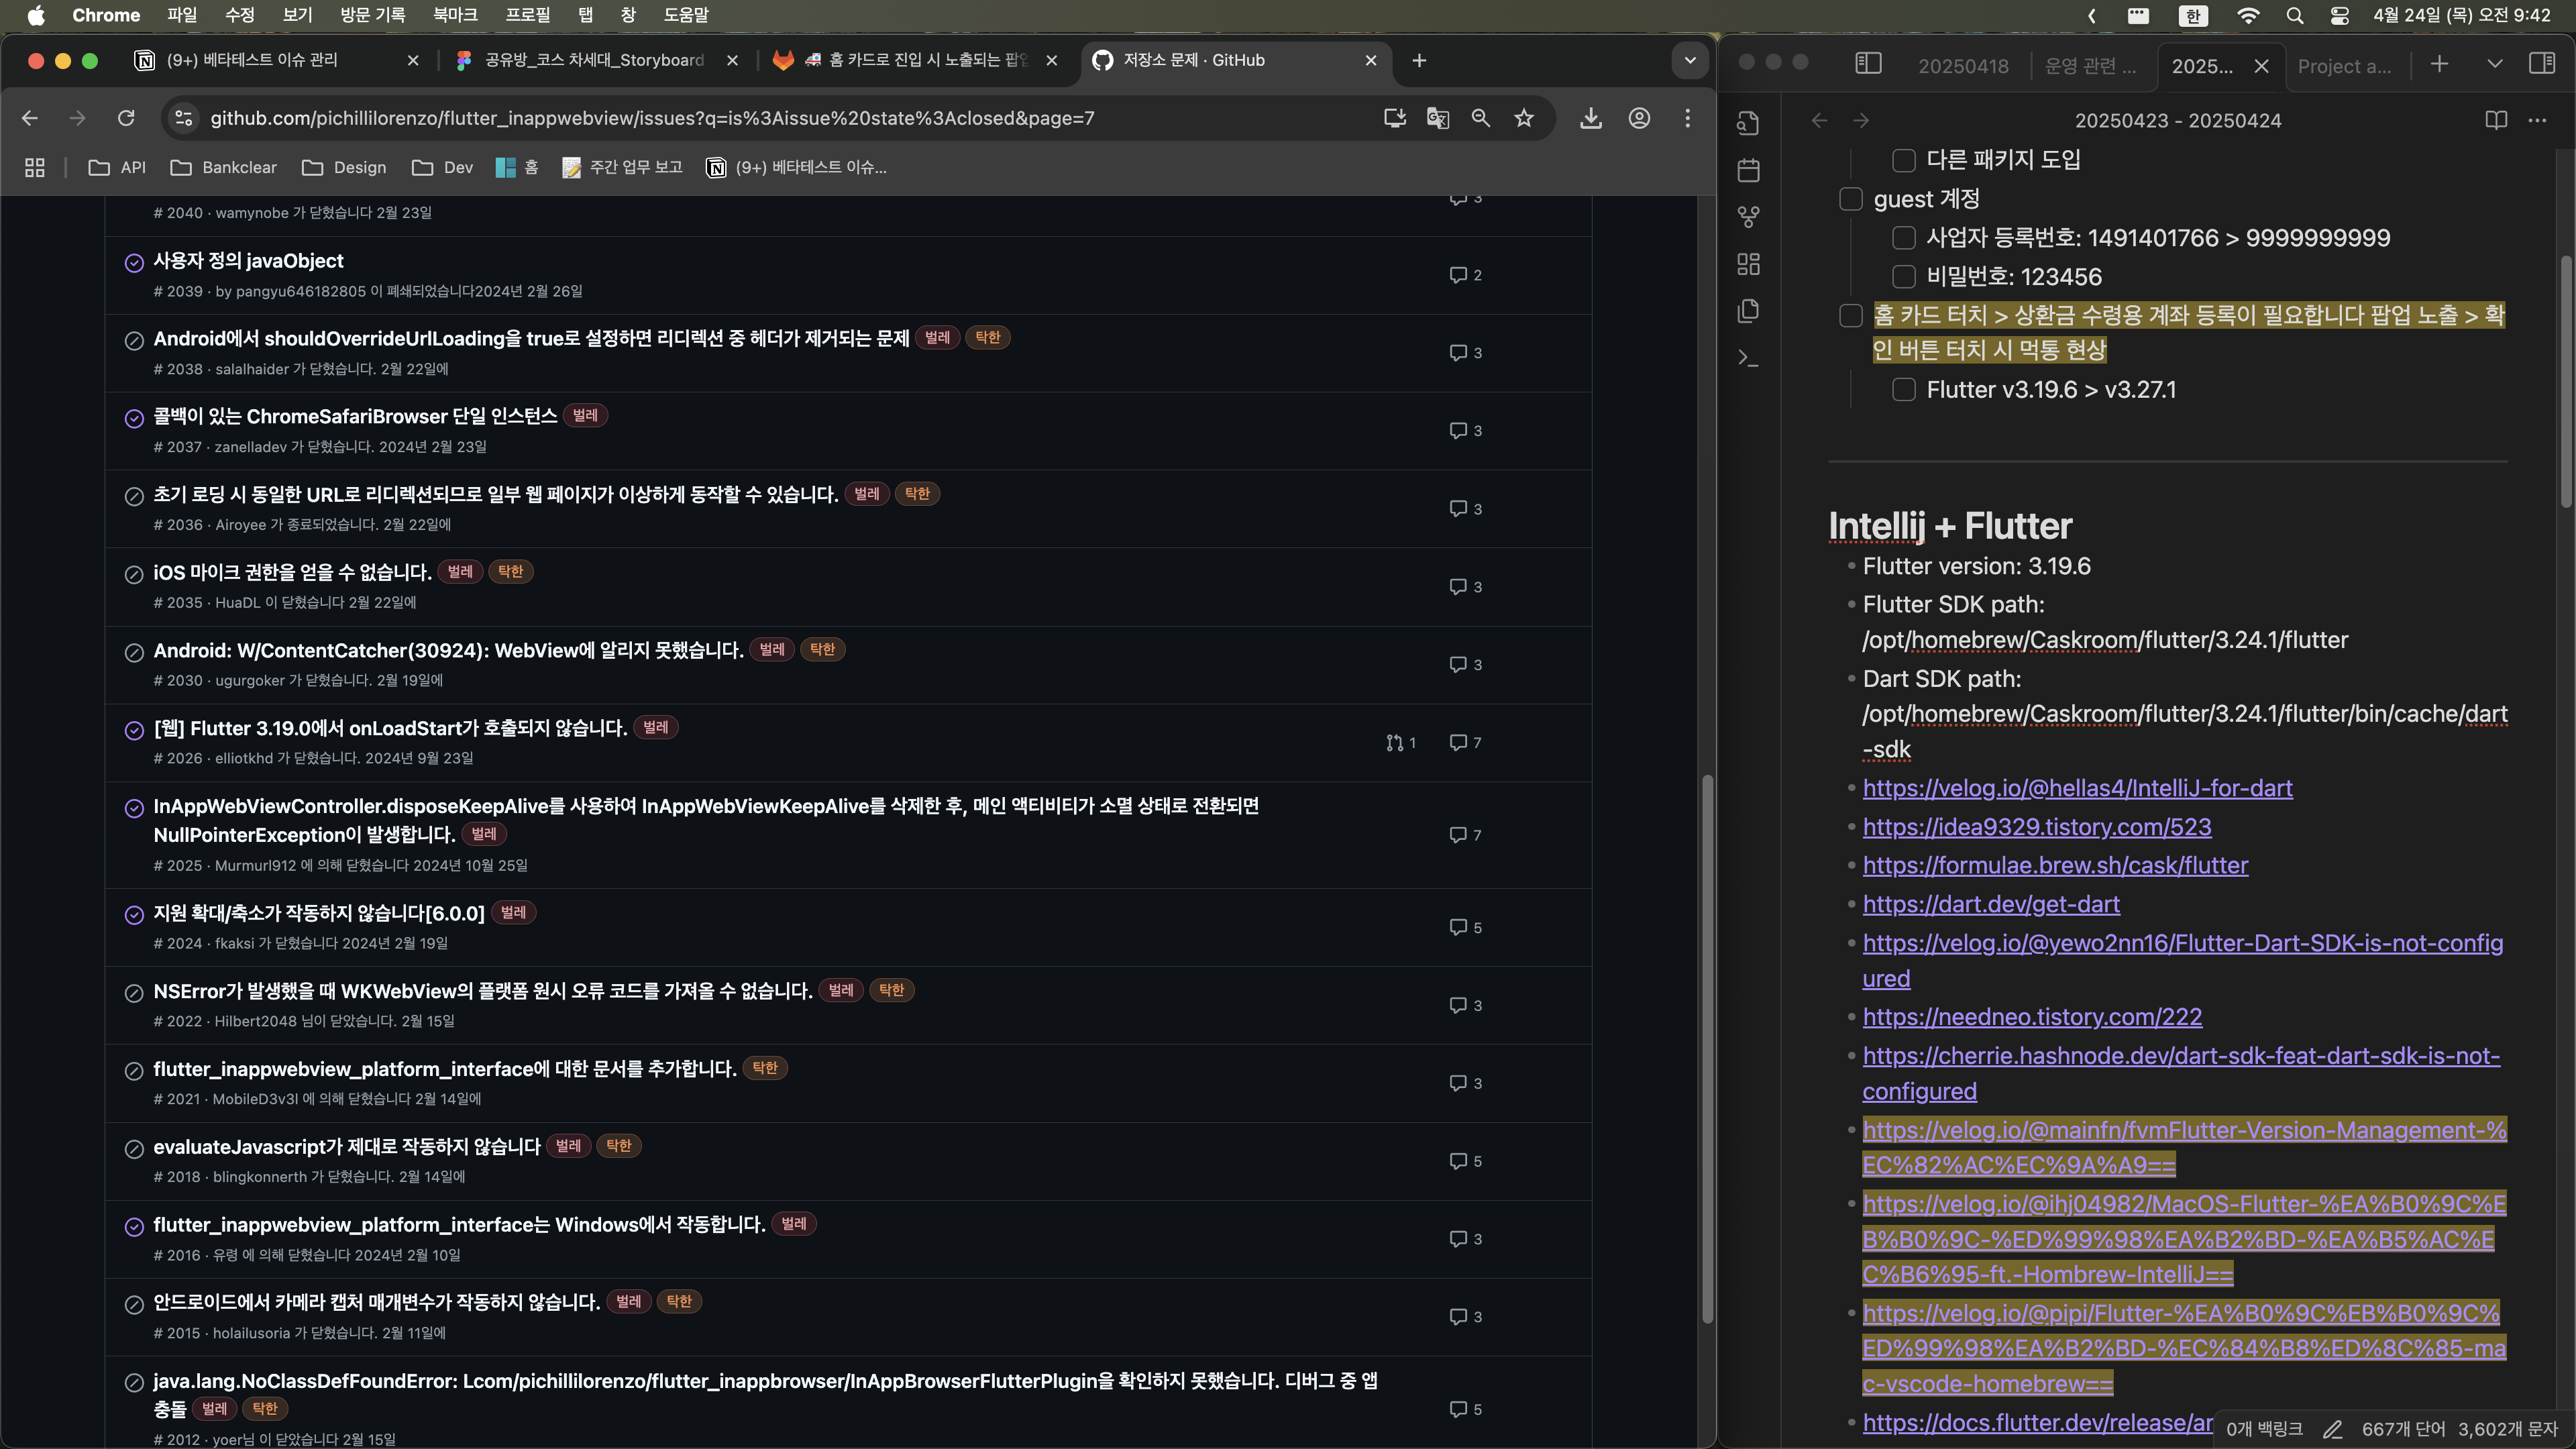 Chrome 파일 수정 보기 방문 기록 북마크 프로필 탭 창 도움말 한 4월 24일 (목) 오전 9:42
(9+) 베타테스트 이슈 관리
공유방_코스 차세대_Storyboard
홈 카드로 진입 시 노출되는 팝업
저장소 문제 · GitHub
github.com/pichillilorenzo/flutter_inappwebview/issues?q=is%3Aissue%20state%3Aclosed&page=7
API Bankclear Design Dev 홈 주간 업무 보고 (9+) 베타테스트 이슈...
# 2040 · wamynobe 가 닫혔습니다 2월 23일
3
사용자 정의 javaObject
# 2039 · by pangyu646182805 이 폐쇄되었습니다2024년 2월 26일
2
Android에서 shouldOverrideUrlLoading을 true로 설정하면 리디렉션 중 헤더가 제거되는 문제 벌레 탁한
# 2038 · salalhaider 가 닫혔습니다. 2월 22일에
3
콜백이 있는 ChromeSafariBrowser 단일 인스턴스 벌레
# 2037 · zanelladev 가 닫혔습니다. 2024년 2월 23일
3
초기 로딩 시 동일한 URL로 리디렉션되므로 일부 웹 페이지가 이상하게 동작할 수 있습니다. 벌레 탁한
# 2036 · Airoyee 가 종료되었습니다. 2월 22일에
3
iOS 마이크 권한을 얻을 수 없습니다. 벌레 탁한
# 2035 · HuaDL 이 닫혔습니다 2월 22일에
3
Android: W/ContentCatcher(30924): WebView에 알리지 못했습니다. 벌레 탁한
# 2030 · ugurgoker 가 닫혔습니다. 2월 19일에
3
[웹] Flutter 3.19.0에서 onLoadStart가 호출되지 않습니다. 벌레
# 2026 · elliotkhd 가 닫혔습니다. 2024년 9월 23일
1 7
InAppWebViewController.disposeKeepAlive를 사용하여 InAppWebViewKeepAlive를 삭제한 후, 메인 액티비티가 소멸 상태로 전환되면
NullPointerException이 발생합니다. 벌레
# 2025 · Murmurl912 에 의해 닫혔습니다 2024년 10월 25일
7
지원 확대/축소가 작동하지 않습니다[6.0.0] 벌레
# 2024 · fkaksi 가 닫혔습니다 2024년 2월 19일
5
NSError가 발생했을 때 WKWebView의 플랫폼 원시 오류 코드를 가져올 수 없습니다. 벌레 탁한
# 2022 · Hilbert2048 님이 닫았습니다. 2월 15일
3
flutter_inappwebview_platform_interface에 대한 문서를 추가합니다. 탁한
# 2021 · MobileD3v3l 에 의해 닫혔습니다 2월 14일에
3
evaluateJavascript가 제대로 작동하지 않습니다 벌레 탁한
# 2018 · blingkonnerth 가 닫혔습니다. 2월 14일에
5
flutter_inappwebview_platform_interface는 Windows에서 작동합니다. 벌레
# 2016 · 유령 에 의해 닫혔습니다 2024년 2월 10일
3
안드로이드에서 카메라 캡처 매개변수가 작동하지 않습니다. 벌레 탁한
# 2015 · holailusoria 가 닫혔습니다. 2월 11일에
3
java.lang.NoClassDefFoundError: Lcom/pichillilorenzo/flutter_inappbrowser/InAppBrowserFlutterPlugin을 확인하지 못했습니다. 디버그 중 앱
충돌 벌레 탁한
# 2012 · yoer님 이 닫았습니다 2월 15일
5
20250418
운영 관련 ...
2025...
Project a...
20250423 - 20250424
다른 패키지 도입
guest 계정
사업자 등록번호: 1491401766 > 9999999999
비밀번호: 123456
홈 카드 터치 > 상환금 수령용 계좌 등록이 필요합니다 팝업 노출 > 확
인 버튼 터치 시 먹통 현상
Flutter v3.19.6 > v3.27.1
Intellij + Flutter
Flutter version: 3.19.6
Flutter SDK path:
/opt/homebrew/Caskroom/flutter/3.24.1/flutter
Dart SDK path:
/opt/homebrew/Caskroom/flutter/3.24.1/flutter/bin/cache/dart
-sdk
https://velog.io/@hellas4/IntelliJ-for-dart
https://idea9329.tistory.com/523
https://formulae.brew.sh/cask/flutter
https://dart.dev/get-dart
https://velog.io/@yewo2nn16/Flutter-Dart-SDK-is-not-config
ured
https://needneo.tistory.com/222
https://cherrie.hashnode.dev/dart-sdk-feat-dart-sdk-is-not-
configured
https://velog.io/@mainfn/fvmFlutter-Version-Management-%
EC%82%AC%EC%9A%A9==
https://velog.io/@ihj04982/MacOS-Flutter-%EA%B0%9C%E
B%B0%9C-%ED%99%98%EA%B2%BD-%EA%B5%AC%E
C%B6%95-ft.-Hombrew-IntelliJ==
https://velog.io/@pipi/Flutter-%EA%B0%9C%EB%B0%9C%
ED%99%98%EA%B2%BD-%EC%84%B8%ED%8C%85-ma
c-vscode-homebrew==
https://docs.flutter.dev/release/ar
0개 백링크 667개 단어 3,602개 문자